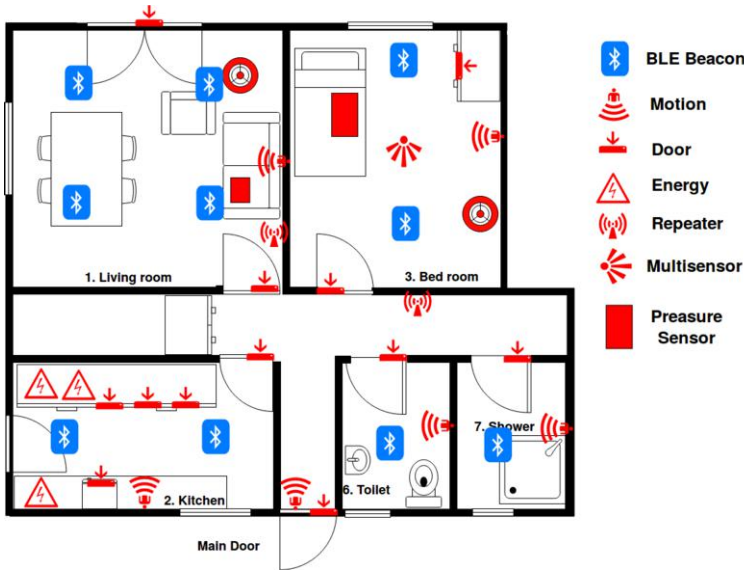 1. Living room
3. Bed room
2. Kitchen
6. Toilet
7. Shower
Main Door
BLE Beacon
Motion
Door
Energy
Repeater
Multisensor
Preasure
Sensor